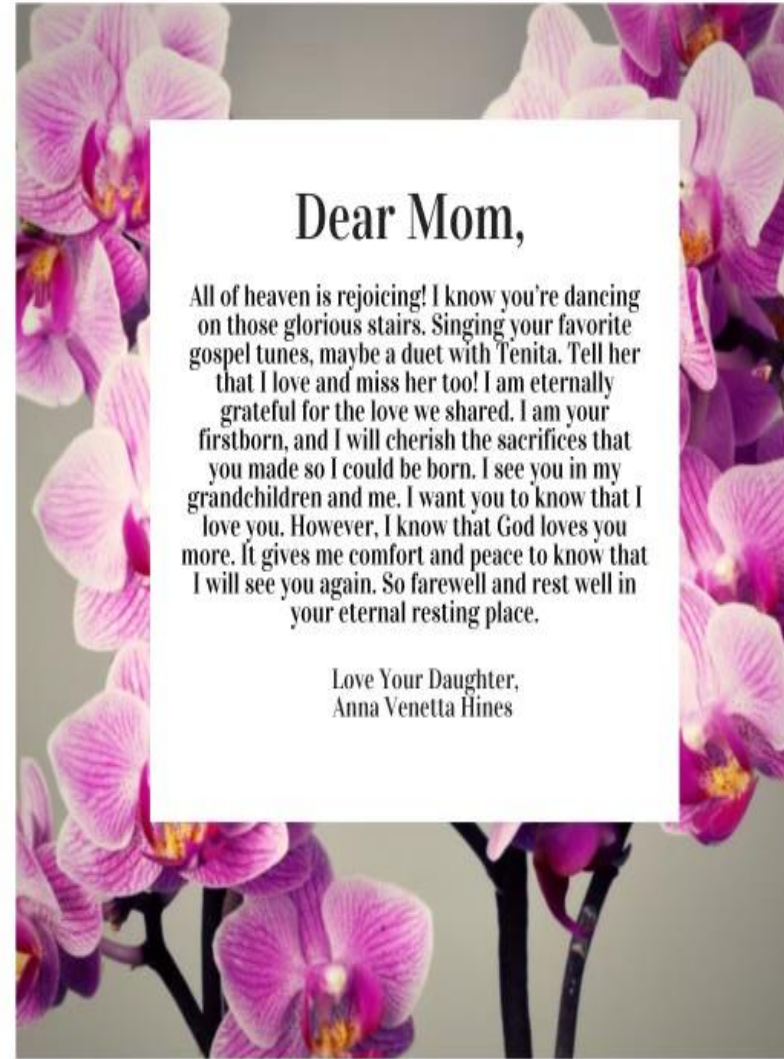 Dear Mom,
All of heaven is rejoicing! I know you're dancing
on those glorious stairs. Singing your favorite
gospel tunes, maybe a duet with Tenita. Tell her
that I love and miss her too! I am eternally
grateful for the love we shared. I am your
firstborn, and I will cherish the sacrifices that
you made so I could be born. I see you in my
grandchildren and me. I want you to know that I
love you. However, I know that God loves you
more. It gives me comfort and peace to know that
I will see you again. So farewell and rest well in
your eternal resting place.
Love Your Daughter,
Anna Venetta Hines